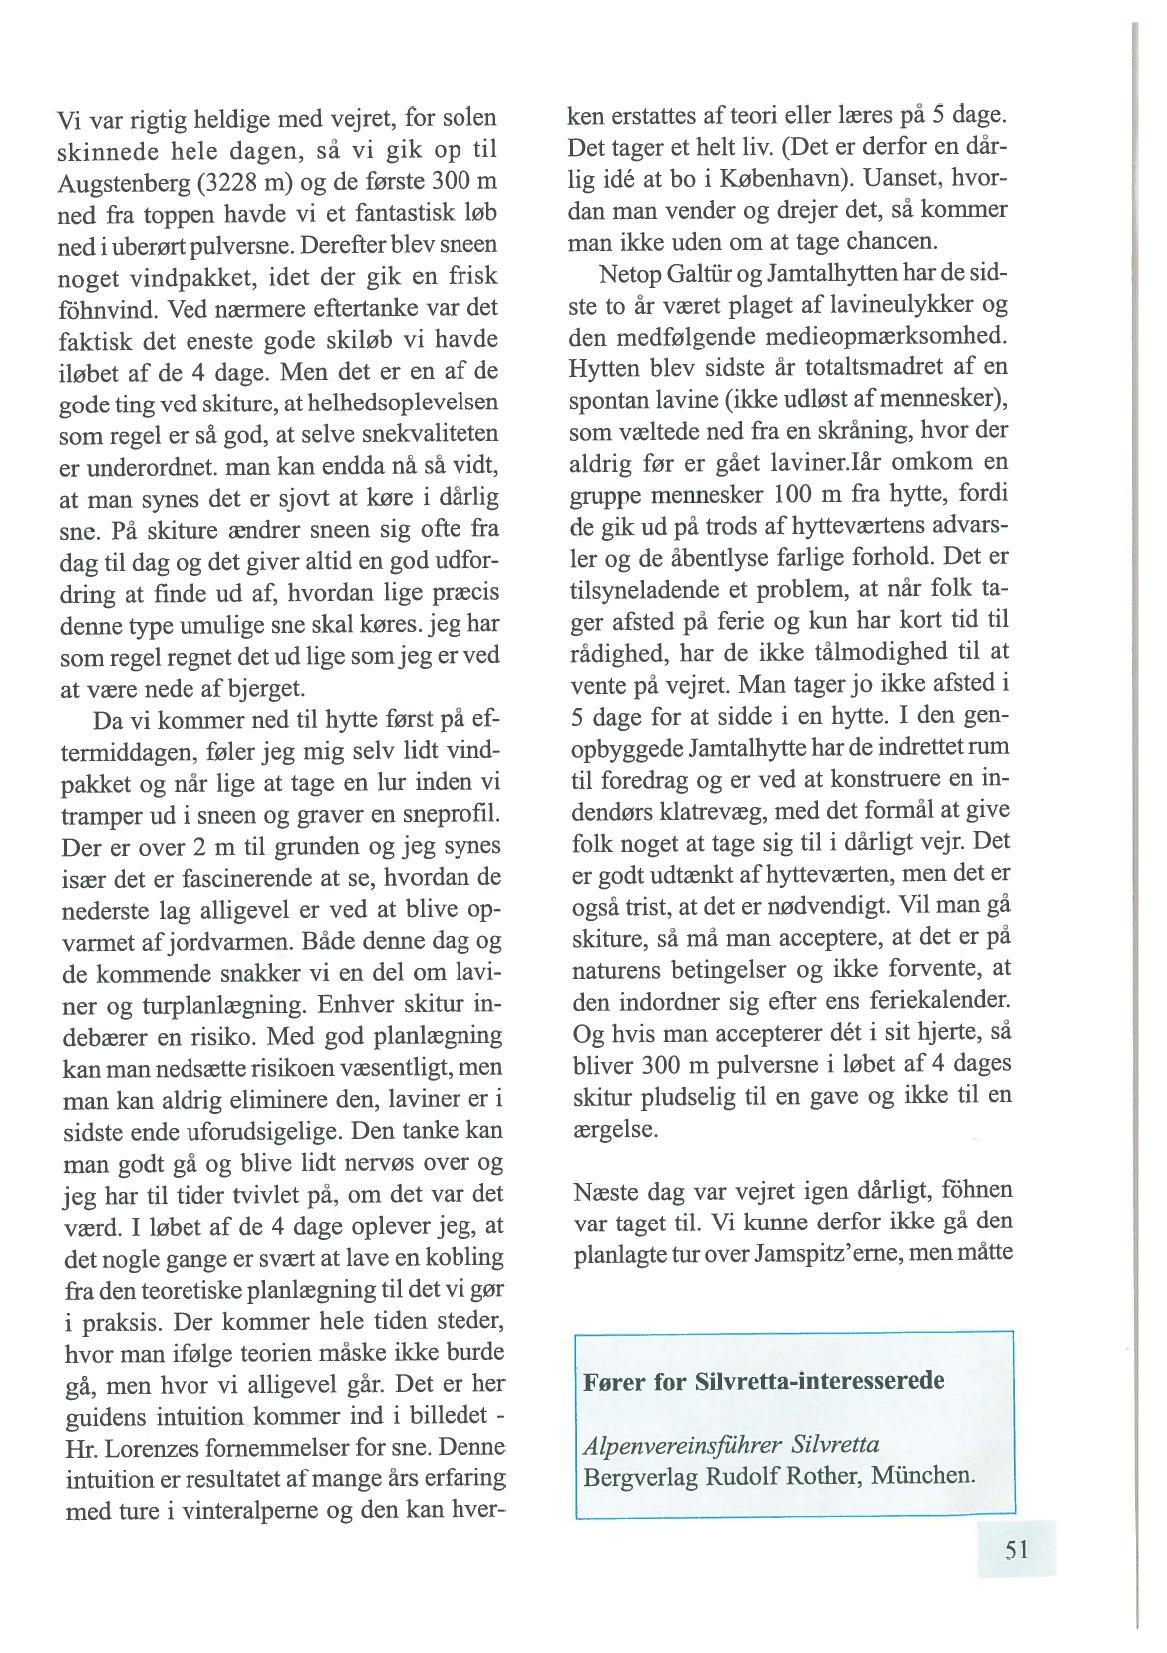 Vi var rigtig heldige med vejret, for solen
skinnede hele dagen, så vi gik op til
Augstenberg (3228 m) og de første 300 m
ned fra toppen havde vi et fantastisk løb
ned i uberørt pulversne. Derefter blev sneen
noget vindpakket, idet der gik en frisk
föhnvind. Ved nærmere eftertanke var det
faktisk det eneste gode skiløb vi havde
iløbet af de 4 dage. Men det er en af de
gode ting ved skiture, at helhedsoplevelsen
som regel er så god, at selve snekvaliteten
er underordnet. man kan endda nå så vidt,
at man synes det er sjovt at køre i dårlig
sne. På skiture ændrer sneen sig ofte fra
dag til dag og det giver altid en god udfor-
dring at finde ud af, hvordan lige præcis
denne type umulige sne skal køres. jeg har
som regel regnet det ud lige som jeg er ved
at være nede af bjerget.
Da vi kommer ned til hytte først på ef-
termiddagen, føler jeg mig selv lidt vind-
pakket og når lige at tage en lur inden vi
tramper ud i sneen og graver en sneprofil.
Der er over 2 m til grunden og jeg synes
især det er fascinerende at se, hvordan de
nederste lag alligevel er ved at blive op-
varmet af jordvarmen. Både denne dag og
de kommende snakker vi en del om lavi-
ner og turplanlægning. Enhver skitur in-
debærer en risiko. Med god planlægning
kan man nedsætte risikoen væsentligt, men
man kan aldrig eliminere den, laviner er i
sidste ende uforudsigelige. Den tanke kan
man godt gå og blive lidt nervøs over og
jeg har til tider tvivlet på, om det var det
værd. I løbet af de 4 dage oplever jeg, at
det nogle gange er svært at lave en kobling
fra den teoretiske planlægning til det vi gør
i praksis. Der kommer hele tiden steder,
hvor man ifølge teorien måske ikke burde
gå, men hvor vi alligevel går. Det er her
guidens intuition kommer ind i billedet -
Hr. Lorenzes fornemmelser for sne. Denne
intuition er resultatet af mange års erfaring
med ture i vinteralperne og den kan hver-
ken erstattes af teori eller læres på 5 dage.
Det tager et helt liv. (Det er derfor en dår-
lig idé at bo i København). Uanset, hvor-
dan man vender og drejer det, så kommer
man ikke uden om at tage chancen.
Netop Galtür og Jamtalhytten har de sid-
ste to år været plaget af lavineulykker og
den medfølgende medieopmærksomhed.
Hytten blev sidste år totaltsmadret af en
spontan lavine (ikke udløst af mennesker),
som væltede ned fra en skråning, hvor der
aldrig før er gået laviner.Iår omkom en
gruppe mennesker 100 m fra hytte, fordi
de gik ud på trods af hytteværtens advars-
ler og de åbentlyse farlige forhold. Det er
tilsyneladende et problem, at når folk ta-
ger afsted på ferie og kun har kort tid til
rådighed, har de ikke tålmodighed til at
vente på vejret. Man tager jo ikke afsted i
5 dage for at sidde i en hytte. I den gen-
opbyggede Jamtalhytte har de indrettet rum
til foredrag og er ved at konstruere en in-
dendørs klatrevæg, med det formål at give
folk noget at tage sig til i dårligt vejr. Det
er godt udtænkt af hytteværten, men det er
også trist, at det er nødvendigt. Vil man gå
skiture, så må man acceptere, at det er på
naturens betingelser og ikke forvente, at
den indordner sig efter ens feriekalender.
Og hvis man accepterer dét i sit hjerte, så
bliver 300 m pulversne i løbet af 4 dages
skitur pludselig til en gave og ikke til en
ærgelse.
Næste dag var vejret igen dårligt, föhnen
var taget til. Vi kunne derfor ikke gå den
planlagte tur over Jamspitz'erne, men måtte
Fører for Silvretta-interesserede
Alpenvereinsführer Silvretta
Bergverlag Rudolf Rother, München.
51